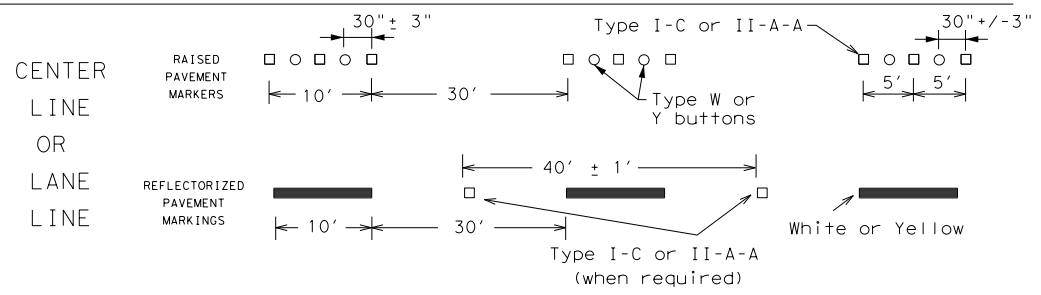 CENTER
LINE
OR
LANE
LINE
RAISED
PAVEMENT
MARKERS
30"± 3"
Type I-C or II-A-A
30"+/-3"
10'
30'
Type W or
Y buttons
5'
5'
REFLECTORIZED
PAVEMENT
MARKINGS
40' ± 1'
10'
30'
Type I-C or II-A-A
(when required)
White or Yellow